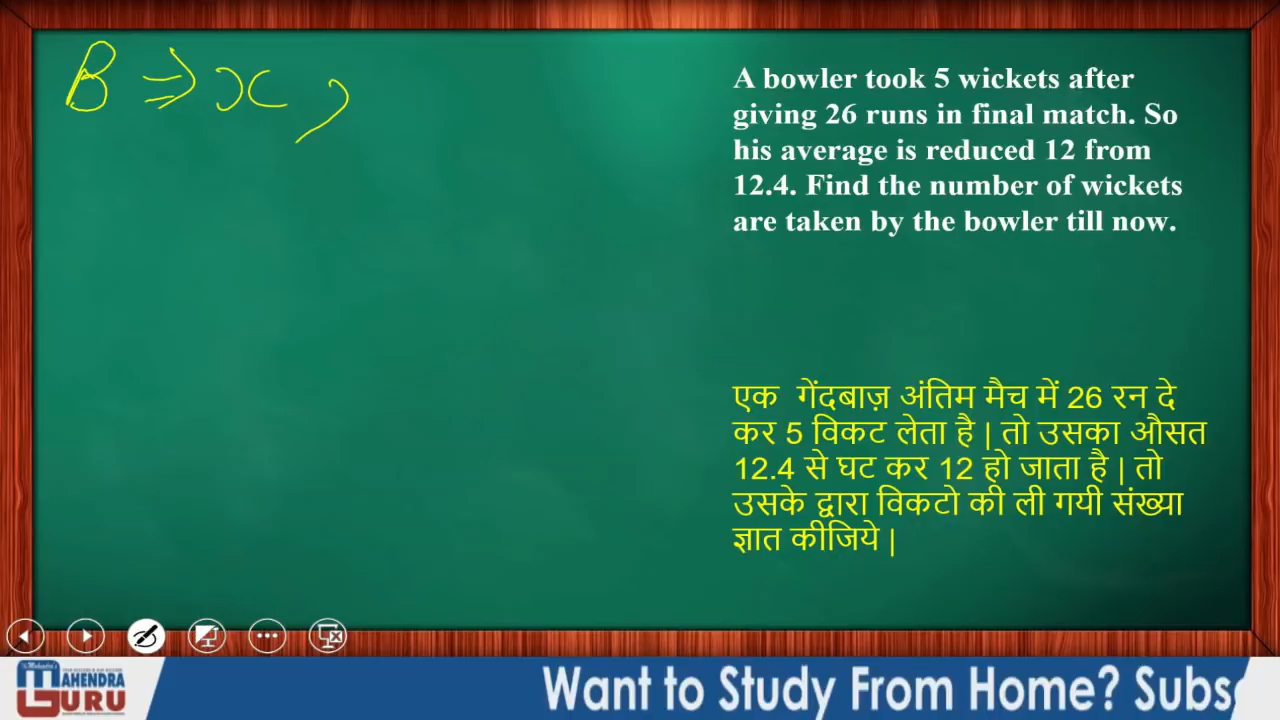 B ⇒ x ,
A bowler took 5 wickets after
giving 26 runs in final match. So
his average is reduced 12 from
12.4. Find the number of wickets
are taken by the bowler till now.
एक गेंदबाज़ अंतिम मैच में 26 रन दे
कर 5 विकट लेता है | तो उसका औसत
12.4 से घट कर 12 हो जाता है | तो
उसके द्वारा विकटो की ली गयी संख्या
ज्ञात कीजिये |
MAHENDRA
GURU
Want to Study From Home? Subs